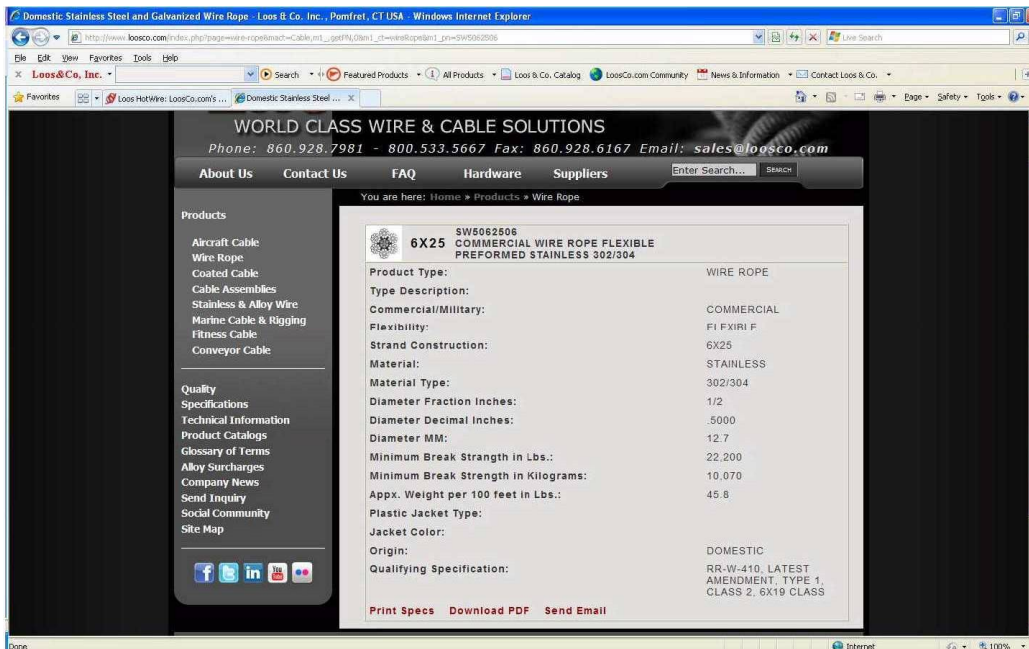 Domestic Stainless Steel and Galvanized Wire Rope - Loos & Co. Inc., Pomfret, CT USA - Windows Internet Explorer
Live Search
File Edit View Favorites Tools Help
x Loos&Co, Inc. Search Featured Products All Products Loos & Co. Catalog LoosCo.com Community News & Information Contact Loos & Co.
Favorites Loos HotWire: LoosCo.com's ... Domestic Stainless Steel ... X Page Safety Tools
WORLD CLASS WIRE & CABLE SOLUTIONS
Phone: 860.928.7981 - 800.533.5667 Fax: 860.928.6167 Email: sales@loosco.com
About Us Contact Us FAQ Hardware Suppliers Enter Search... SEARCH
You are here: Home » Products » Wire Rope
Products
Aircraft Cable
Wire Rope
Coated Cable
Cable Assemblies
Stainless & Alloy Wire
Marine Cable & Rigging
Fitness Cable
Conveyor Cable
Quality
Specifications
Technical Information
Product Catalogs
Glossary of Terms
Alloy Surcharges
Company News
Send Inquiry
Social Community
Site Map
f in You Tube
SW5062506
6X25 COMMERCIAL WIRE ROPE FLEXIBLE
PREFORMED STAINLESS 302/304
Product Type: WIRE ROPE
Type Description:
Commercial/Military: COMMERCIAL
Flexibility: FLEXIBLE
Strand Construction: 6X25
Material: STAINLESS
Material Type: 302/304
Diameter Fraction Inches: 1/2
Diameter Decimal Inches: .5000
Diameter MM: 12.7
Minimum Break Strangth in Lbs.: 22,200
Minimum Break Strength in Kilograms: 10,070
Appx. Weight per 100 feet in Lbs.: 45.8
Plastic Jacket Type:
Jacket Color:
Origin: DOMESTIC
Qualifying Specification: RR-W-410, LATEST
AMENDMENT, TYPE 1,
CLASS 2, 6X19 CLASS
Print Specs Download PDF Send Email
Done Internet 100%